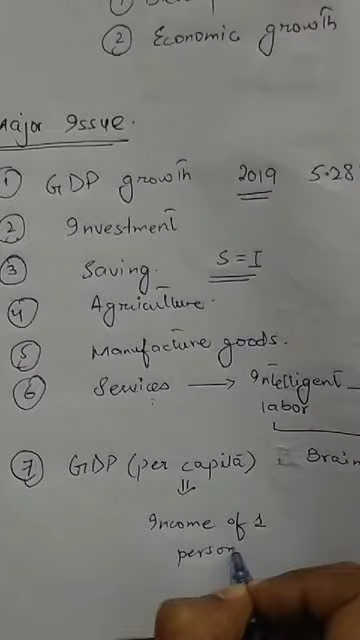 ② Economic growth
Major Issue.
① GDP growth 2019 5.28
② Investment
③ Saving. S = I
④ Agriculture.
⑤ Manufacture goods.
⑥ Services → Intelligent
labor
⑦ GDP (per capita) Brain
⇓
Income of 1
person